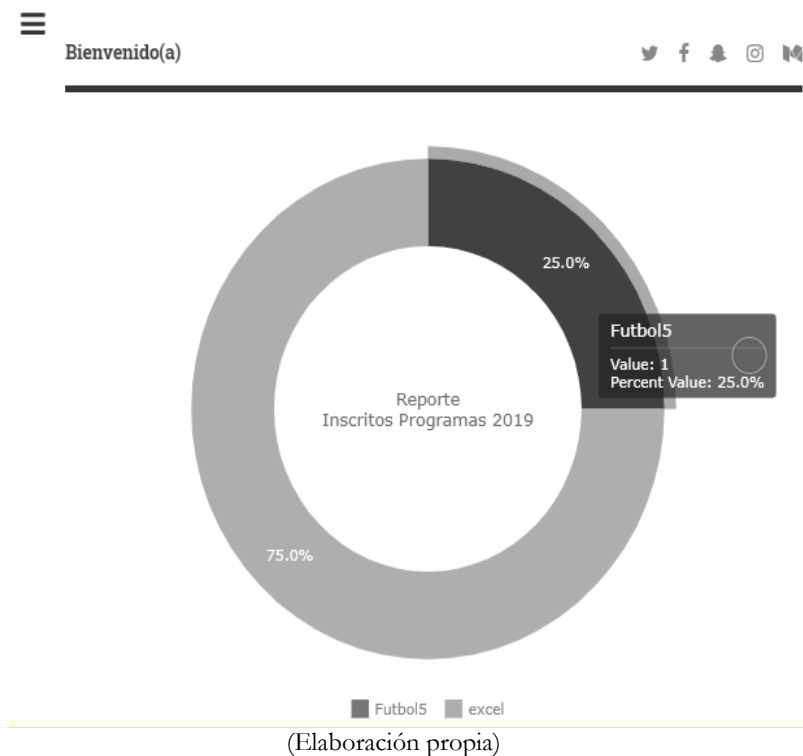 Bienvenido(a)
25.0%
Futbol5
Value: 1
Percent Value: 25.0%
Reporte
Inscritos Programas 2019
75.0%
Futbol5 excel
(Elaboración propia)